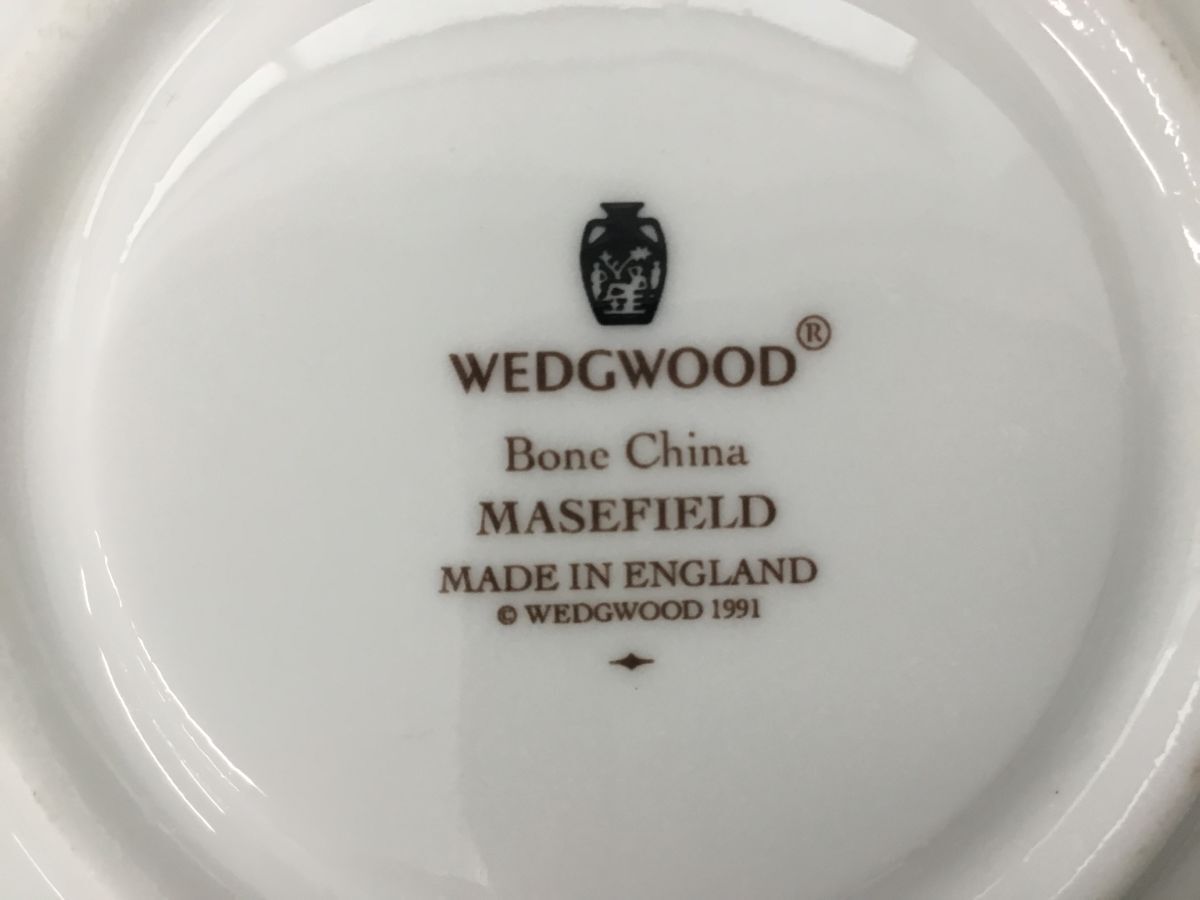 WEDGWOOD®
Bone China
MASEFIELD
MADE IN ENGLAND
© WEDGWOOD 1991